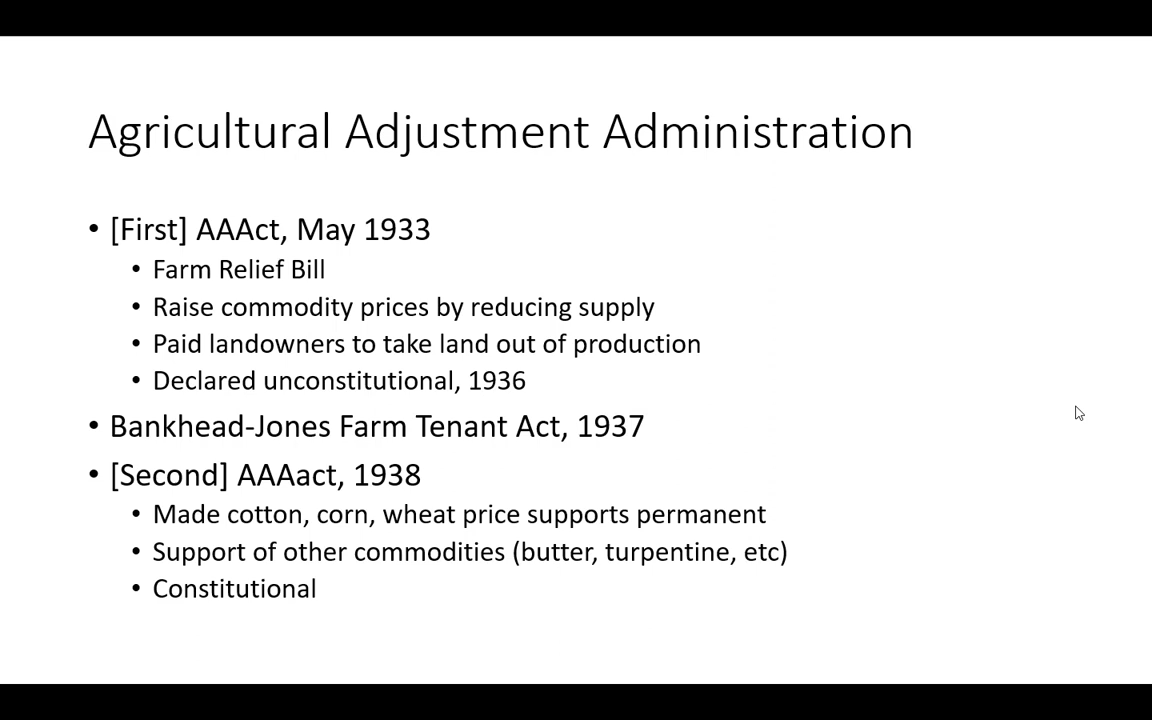 Agricultural Adjustment Administration
• [First] AAAct, May 1933
• Farm Relief Bill
• Raise commodity prices by reducing supply
• Paid landowners to take land out of production
• Declared unconstitutional, 1936
• Bankhead-Jones Farm Tenant Act, 1937
• [Second] AAAact, 1938
• Made cotton, corn, wheat price supports permanent
• Support of other commodities (butter, turpentine, etc)
• Constitutional